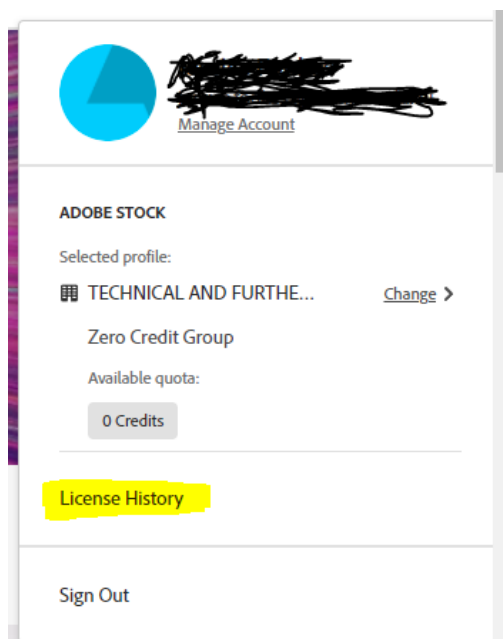 Manage Account
ADOBE STOCK
Selected profile:
TECHNICAL AND FURTHE...
Change
Zero Credit Group
Available quota:
0 Credits
License History
Sign Out